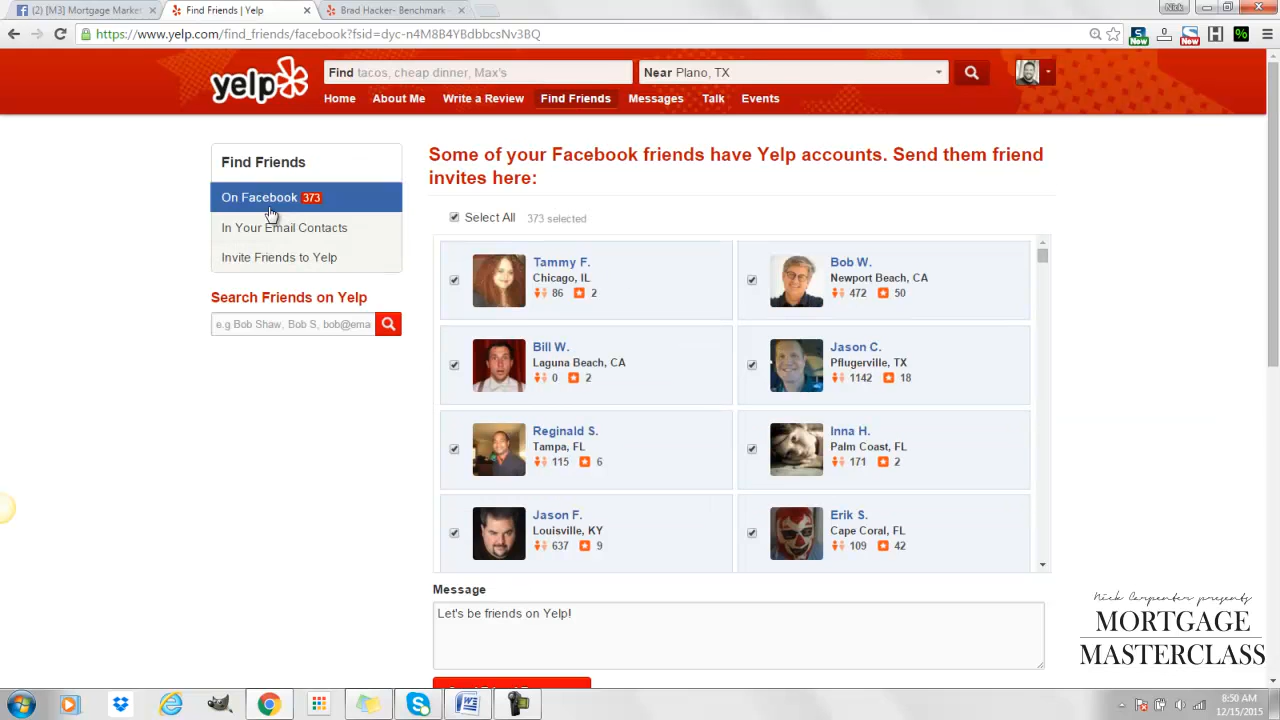 Nick
(2) [M3] Mortgage Market
Find Friends | Yelp
Brad Hacker- Benchmark -
https://www.yelp.com/find_friends/facebook?fsid=dyc-n4M8B4YBdbbcsNv3BQ
New
New
yelp
Find tacos, cheap dinner, Max's
Near Plano, TX
Home
About Me
Write a Review
Find Friends
Messages
Talk
Events
Find Friends
On Facebook 373
In Your Email Contacts
Invite Friends to Yelp
Search Friends on Yelp
e.g Bob Shaw, Bob S, bob@ema
Some of your Facebook friends have Yelp accounts. Send them friend
invites here:
Select All 373 selected
Tammy F.
Chicago, IL
86 2
Bob W.
Newport Beach, CA
472 50
Bill W.
Laguna Beach, CA
0 2
Jason C.
Pflugerville, TX
1142 18
Reginald S.
Tampa, FL
115 6
Inna H.
Palm Coast, FL
171 2
Jason F.
Louisville, KY
637 9
Erik S.
Cape Coral, FL
109 42
Message
Let's be friends on Yelp!
Nick Carpenter presents
MORTGAGE
MASTERCLASS
8:50 AM
12/15/2015